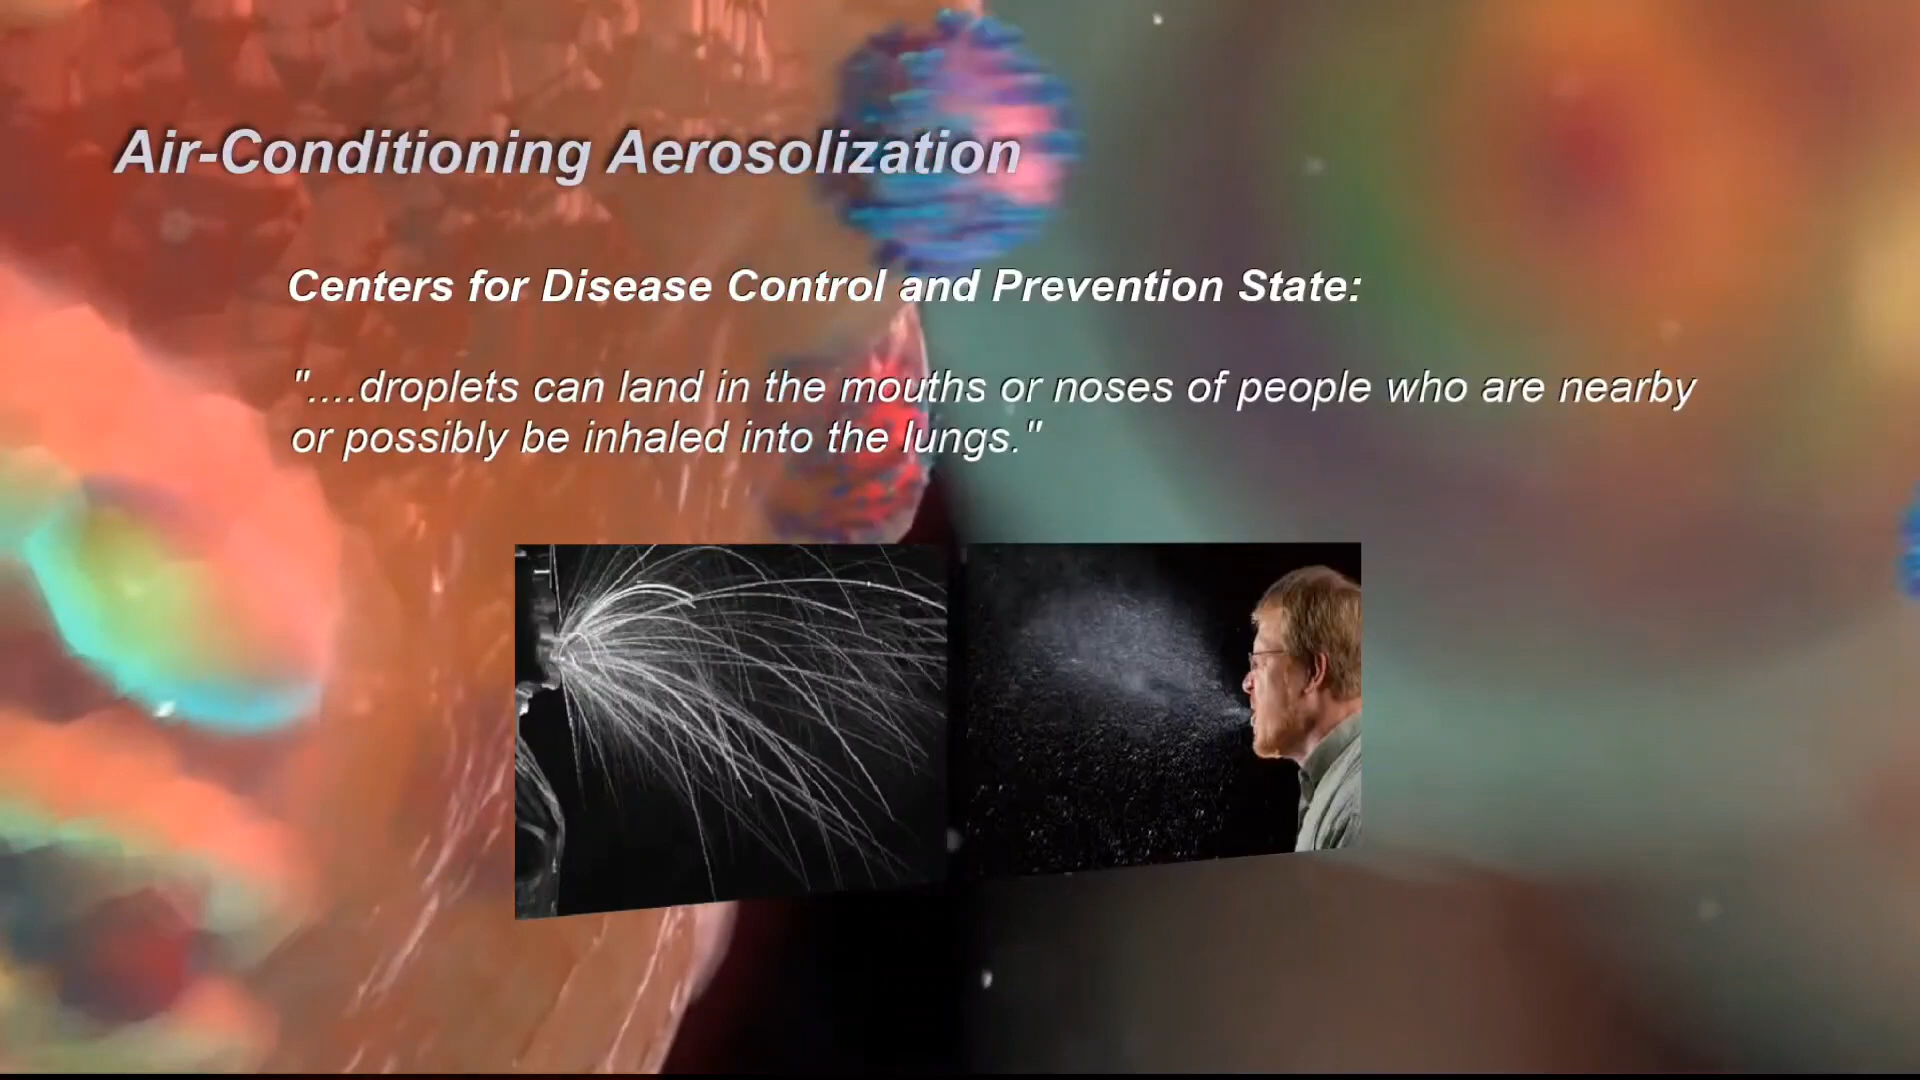 Air-Conditioning Aerosolization
Centers for Disease Control and Prevention State:
"....droplets can land in the mouths or noses of people who are nearby
or possibly be inhaled into the lungs."